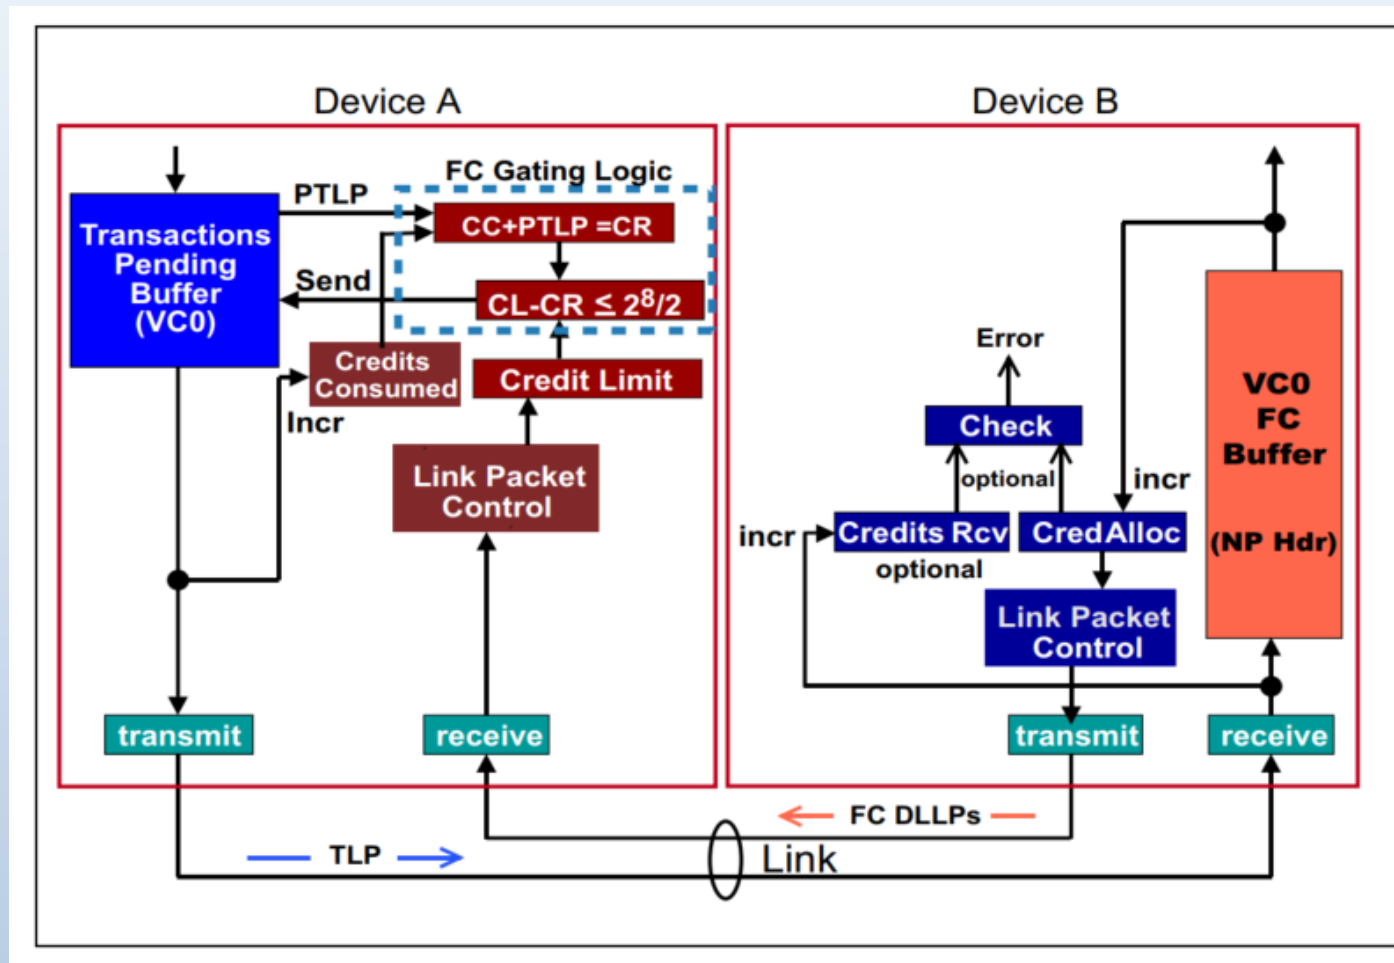 Device A
Device B
FC Gating Logic
PTLP
CC+PTLP =CR
Transactions
Pending
Buffer
(VC0)
Send
CL-CR ≤ 2⁸/2
Credits
Consumed
Credit Limit
Incr
Link Packet
Control
Error
Check
optional
VC0
FC
Buffer
(NP Hdr)
incr
incr
Credits Rcv
CredAlloc
optional
Link Packet
Control
transmit
receive
transmit
receive
FC DLLPs
TLP
Link